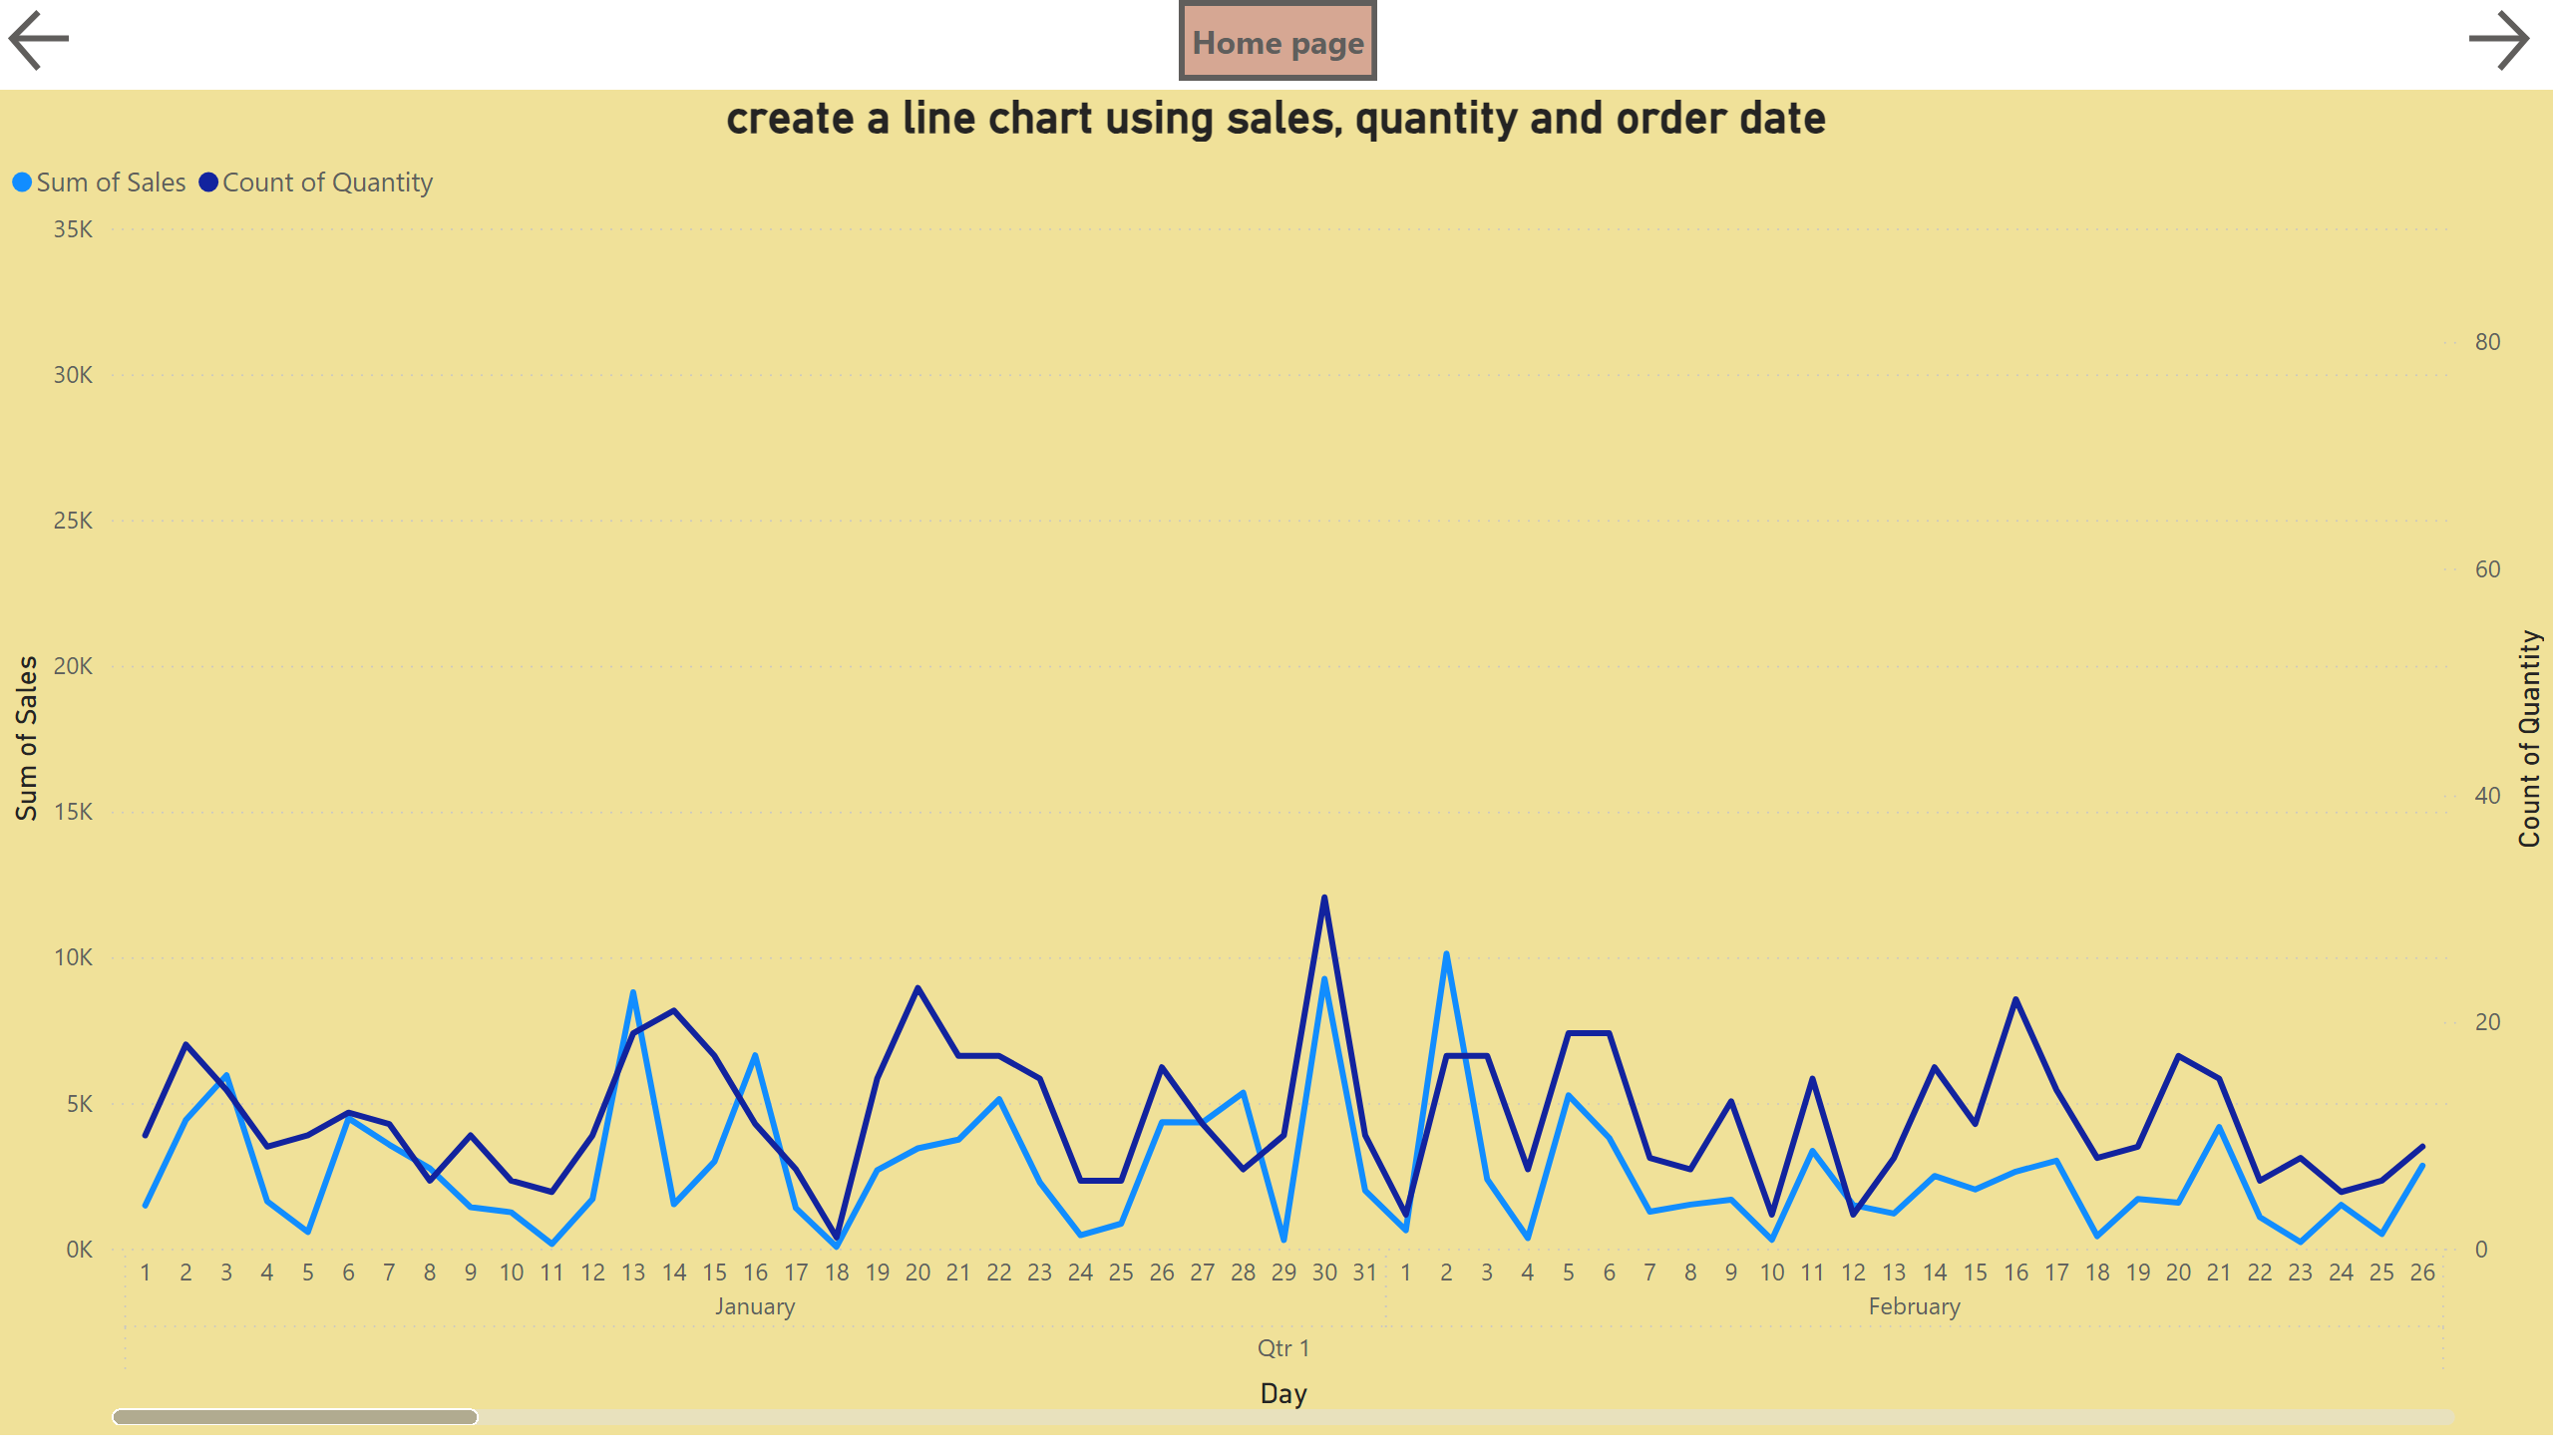 Home page
create a line chart using sales, quantity and order date
Sum of Sales Count of Quantity
35K
30K
25K
20K
15K
10K
5K
0K
Sum of Sales
80
60
40
20
0
Count of Quantity
1 2 3 4 5 6 7 8 9 10 11 12 13 14 15 16 17 18 19 20 21 22 23 24 25 26 27 28 29 30 31 1 2 3 4 5 6 7 8 9 10 11 12 13 14 15 16 17 18 19 20 21 22 23 24 25 26
January February
Qtr 1
Day